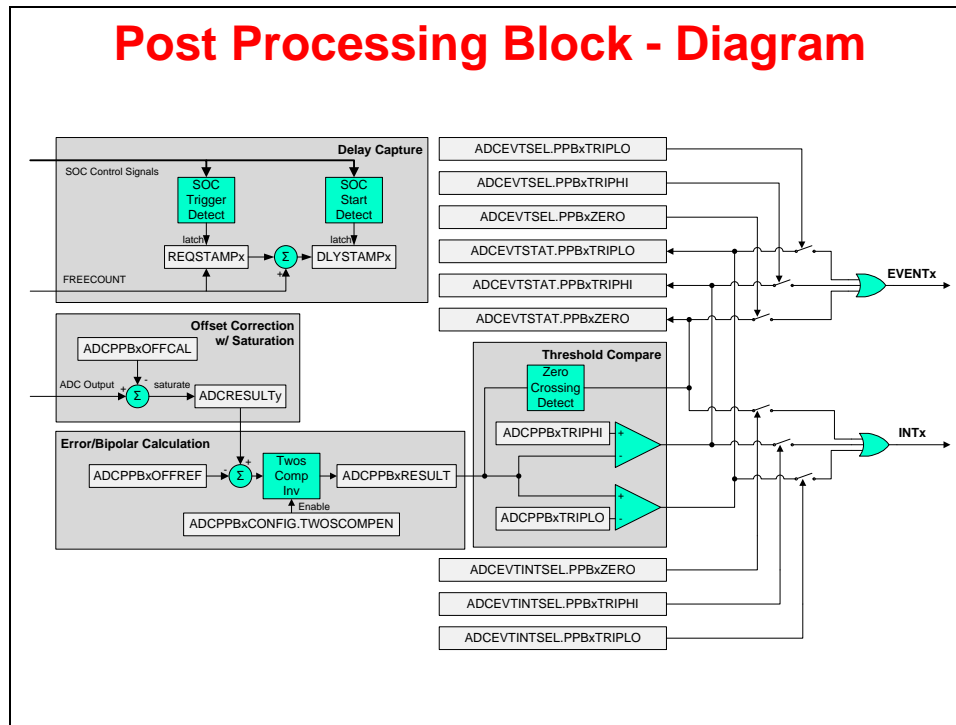 Post Processing Block - Diagram
Delay Capture
SOC Control Signals
SOC
Trigger
Detect
SOC
Start
Detect
latch
latch
REQSTAMPx
Σ
DLYSTAMPx
+
FREECOUNT
Offset Correction
w/ Saturation
ADCPPBxOFFCAL
-
ADC Output
+
Σ
saturate
ADCRESULTy
Error/Bipolar Calculation
ADCPPBxOFFREF
-
Σ
+
Twos
Comp
Inv
ADCPPBxRESULT
Enable
ADCPPBxCONFIG.TWOSCOMPEN
Threshold Compare
Zero
Crossing
Detect
ADCPPBxTRIPHI
+
-
+
ADCPPBxTRIPLO
-
ADCEVTSEL.PPBxTRIPLO
ADCEVTSEL.PPBxTRIPHI
ADCEVTSEL.PPBxZERO
ADCEVTSTAT.PPBxTRIPLO
ADCEVTSTAT.PPBxTRIPHI
ADCEVTSTAT.PPBxZERO
EVENTx
INTx
ADCEVTINTSEL.PPBxZERO
ADCEVTINTSEL.PPBxTRIPHI
ADCEVTINTSEL.PPBxTRIPLO